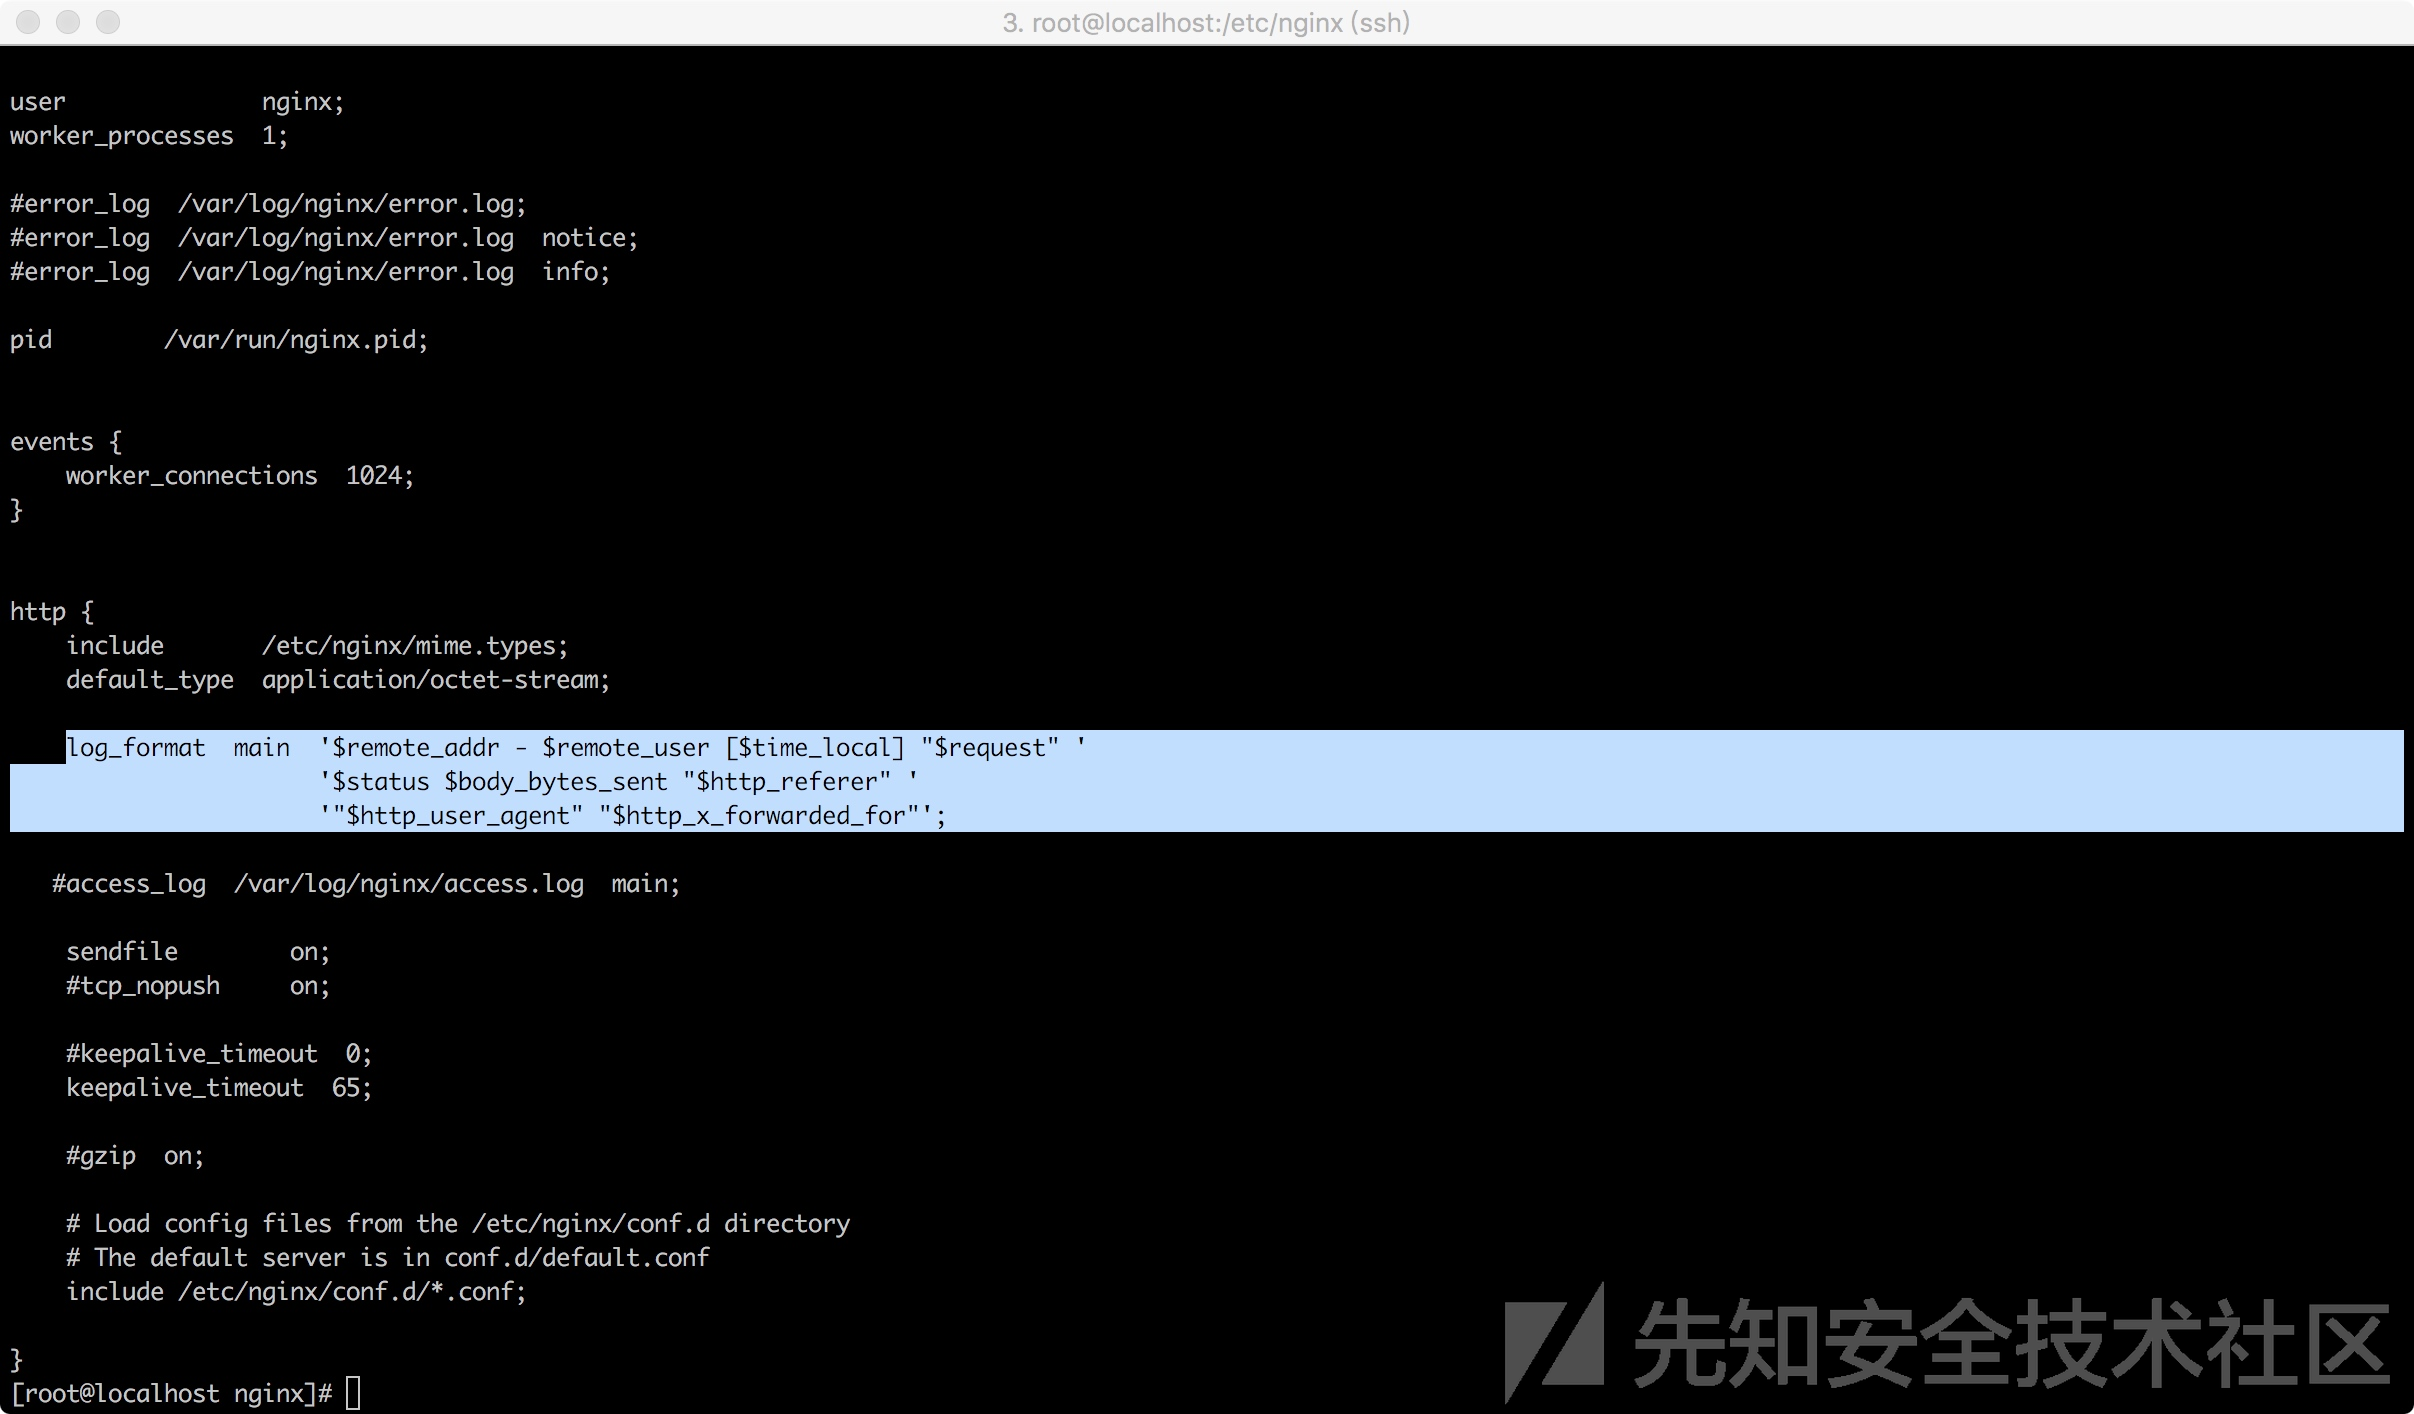 3. root@localhost:/etc/nginx (ssh)
user              nginx;
worker_processes  1;
#error_log  /var/log/nginx/error.log;
#error_log  /var/log/nginx/error.log  notice;
#error_log  /var/log/nginx/error.log  info;
pid        /var/run/nginx.pid;
events {
    worker_connections  1024;
}
http {
    include       /etc/nginx/mime.types;
    default_type  application/octet-stream;
    log_format  main  '$remote_addr - $remote_user [$time_local] "$request" '
                      '$status $body_bytes_sent "$http_referer" '
                      '"$http_user_agent" "$http_x_forwarded_for"';
   #access_log  /var/log/nginx/access.log  main;
    sendfile        on;
    #tcp_nopush     on;
    #keepalive_timeout  0;
    keepalive_timeout  65;
    #gzip  on;
    # Load config files from the /etc/nginx/conf.d directory
    # The default server is in conf.d/default.conf
    include /etc/nginx/conf.d/*.conf;
}
[root@localhost nginx]#
先知安全技术社区